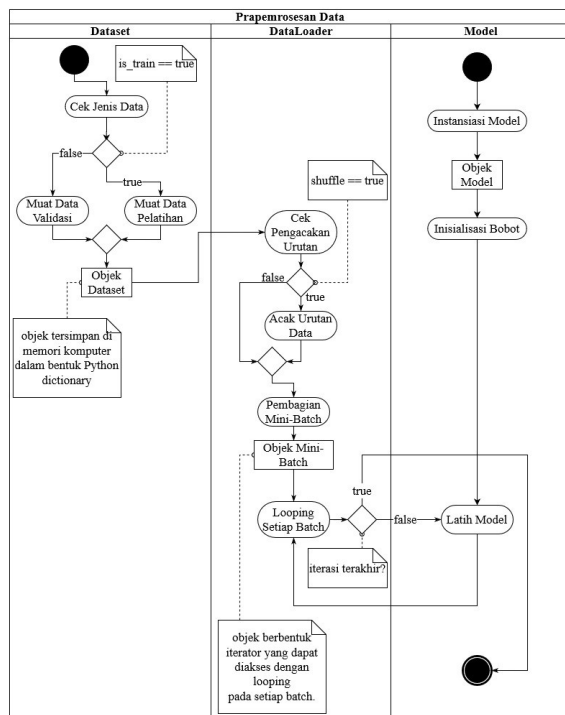 Prapemrosesan Data
Dataset
DataLoader
Model
is_train == true
Cek Jenis Data
false
true
Muat Data
Validasi
Muat Data
Pelatihan
Objek
Dataset
objek tersimpan di
memori komputer
dalam bentuk Python
dictionary
shuffle == true
Cek
Pengacakan
Urutan
false
true
Acak Urutan
Data
Pembagian
Mini-Batch
Objek Mini-
Batch
Looping
Setiap Batch
true
false
iterasi terakhir?
objek berbentuk
iterator yang dapat
diakses dengan
looping
pada setiap batch.
Instansiasi Model
Objek
Model
Inisialisasi Bobot
Latih Model